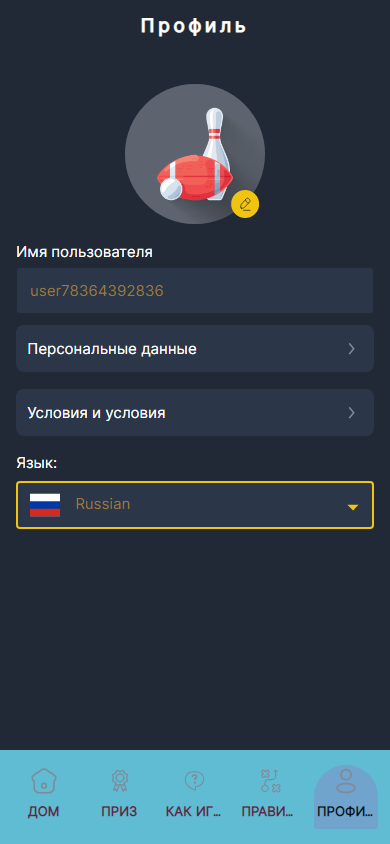 Профиль
Имя пользователя
user78364392836
Персональные данные
Условия и условия
Язык:
Russian
ДОМ ПРИЗ КАК ИГ... ПРАВИ... ПРОФИ...